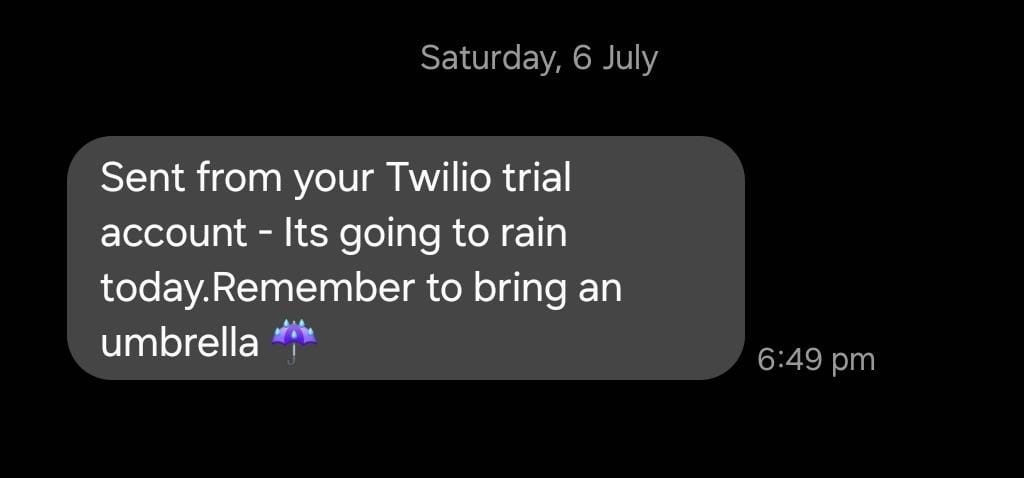 Saturday, 6 July
Sent from your Twilio trial
account - Its going to rain
today.Remember to bring an
umbrella ☔
6:49 pm